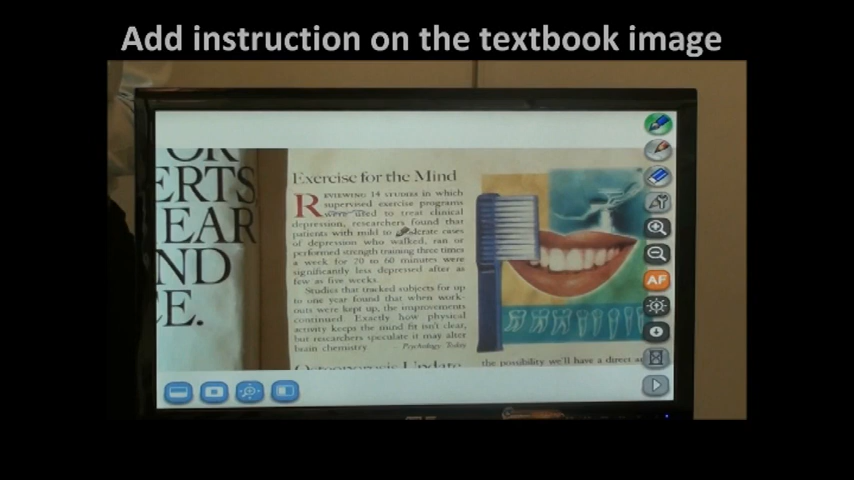 Add instruction on the textbook image
OR
ERTS
EAR
ND
CE.
Exercise for the Mind
REVIEWING 14 STUDIES in which
supervised exercise programs
were used to treat clinical
depression, researchers found that
patients with mild to moderate cases
of depression who walked, ran or
performed strength training three times
a week for 20 to 60 minutes were
significantly less depressed after as
few as five weeks.
Studies that tracked subjects for up
to one year found that when work-
outs were kept up, the improvements
continued. Exactly how physical
activity keeps the mind fit isn't clear,
but researchers speculate it may alter
brain chemistry – Psychology Today
Osteoporosis Update
the possibility we'll have a direct
AF